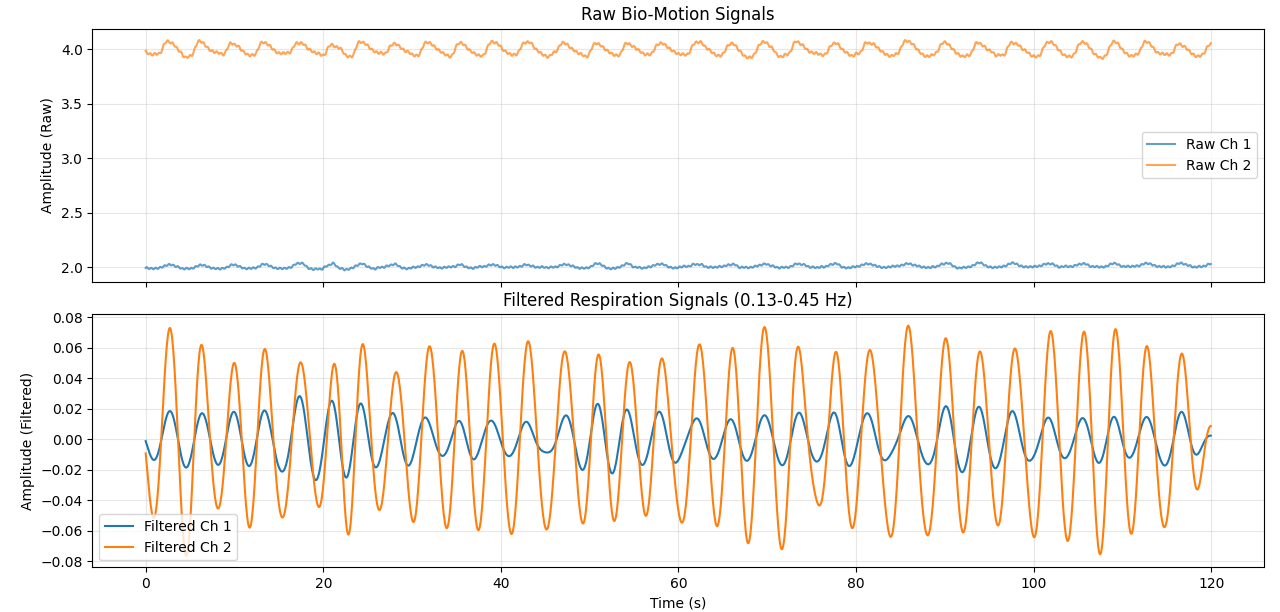 Raw Bio-Motion Signals
Amplitude (Raw)
4.0
3.5
3.0
2.5
2.0
Raw Ch 1
Raw Ch 2
Filtered Respiration Signals (0.13-0.45 Hz)
Amplitude (Filtered)
0.08
0.06
0.04
0.02
0.00
−0.02
−0.04
−0.06
−0.08
Filtered Ch 1
Filtered Ch 2
0
20
40
60
80
100
120
Time (s)